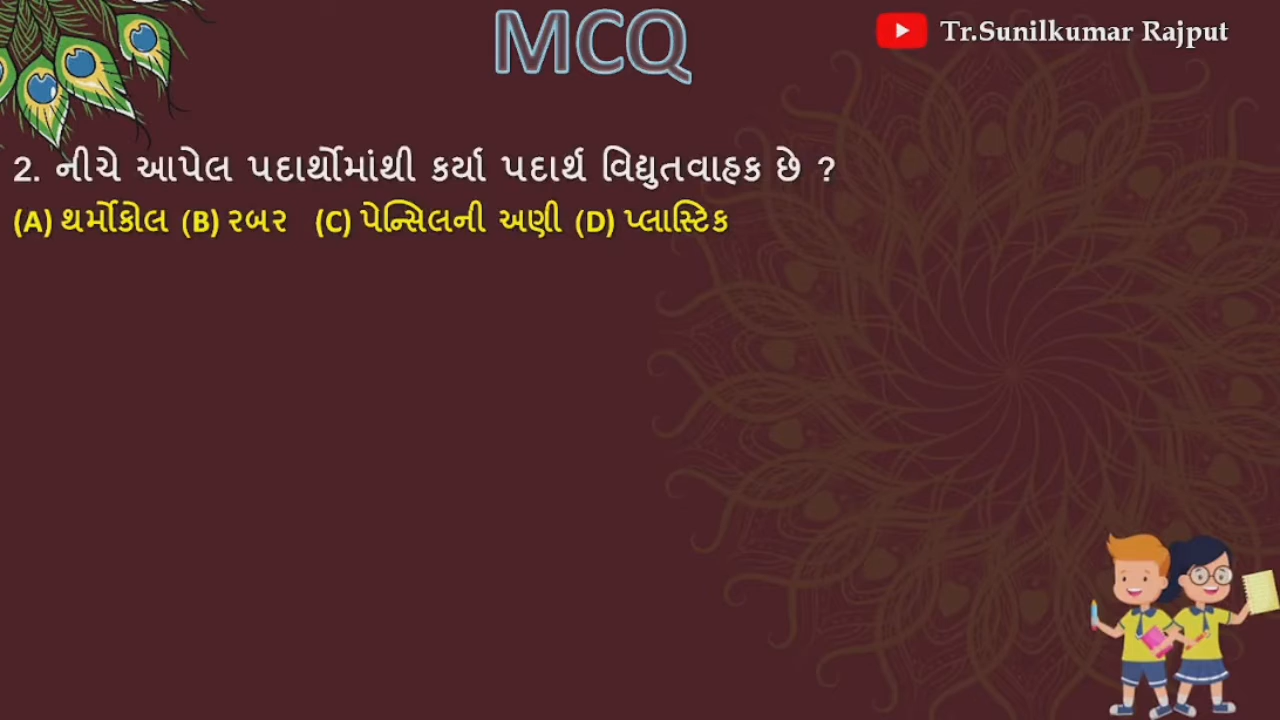 MCQ
Tr.Sunilkumar Rajput
2. નીચે આપેલ પદાર્થોમાંથી કર્યા પદાર્થ વિદ્યુતવાહક છે ?
(A) થર્મોકોલ (B) રબર (C) પેન્સિલની અણી (D) પ્લાસ્ટિક